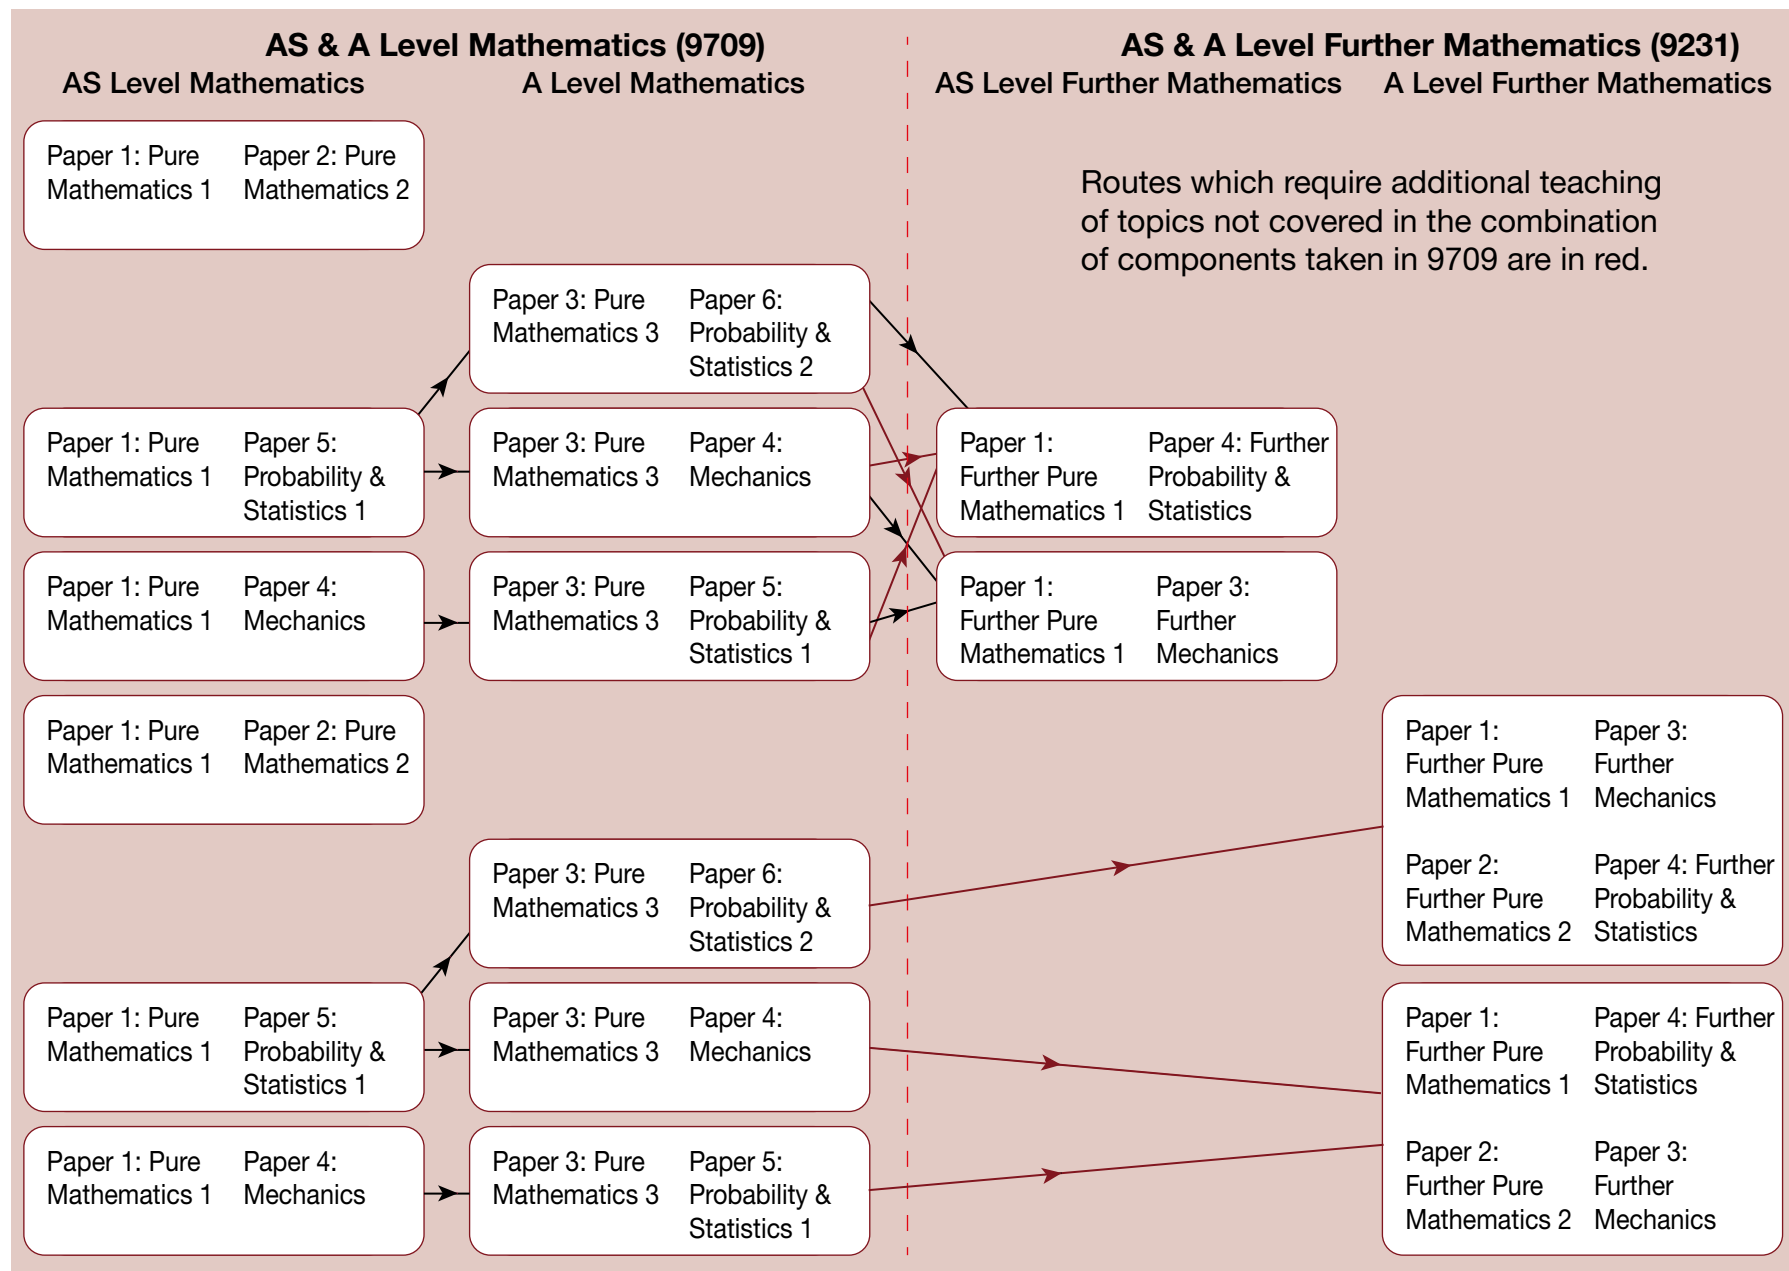 AS & A Level Mathematics (9709)
AS & A Level Further Mathematics (9231)
AS Level Mathematics
A Level Mathematics
AS Level Further Mathematics
A Level Further Mathematics
Paper 1: Pure
Mathematics 1
Paper 2: Pure
Mathematics 2
Routes which require additional teaching
of topics not covered in the combination
of components taken in 9709 are in red.
Paper 3: Pure
Mathematics 3
Paper 6:
Probability &
Statistics 2
Paper 1: Pure
Mathematics 1
Paper 5:
Probability &
Statistics 1
Paper 3: Pure
Mathematics 3
Paper 4:
Mechanics
Paper 1:
Further Pure
Mathematics 1
Paper 4: Further
Probability &
Statistics
Paper 1: Pure
Mathematics 1
Paper 4:
Mechanics
Paper 3: Pure
Mathematics 3
Paper 5:
Probability &
Statistics 1
Paper 1:
Further Pure
Mathematics 1
Paper 3:
Further
Mechanics
Paper 1: Pure
Mathematics 1
Paper 2: Pure
Mathematics 2
Paper 1:
Further Pure
Mathematics 1
Paper 3:
Further
Mechanics
Paper 2:
Further Pure
Mathematics 2
Paper 4: Further
Probability &
Statistics
Paper 3: Pure
Mathematics 3
Paper 6:
Probability &
Statistics 2
Paper 1: Pure
Mathematics 1
Paper 5:
Probability &
Statistics 1
Paper 3: Pure
Mathematics 3
Paper 4:
Mechanics
Paper 1:
Further Pure
Mathematics 1
Paper 4: Further
Probability &
Statistics
Paper 2:
Further Pure
Mathematics 2
Paper 3:
Further
Mechanics
Paper 1: Pure
Mathematics 1
Paper 4:
Mechanics
Paper 3: Pure
Mathematics 3
Paper 5:
Probability &
Statistics 1